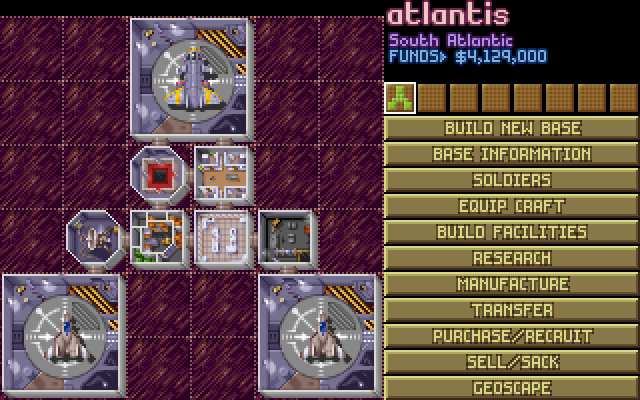 atlantis
South Atlantic
FUNDS> $4,129,000
BUILD NEW BASE
BASE INFORMATION
SOLDIERS
EQUIP CRAFT
BUILD FACILITIES
RESEARCH
MANUFACTURE
TRANSFER
PURCHASE/RECRUIT
SELL/SACK
GEOSCAPE